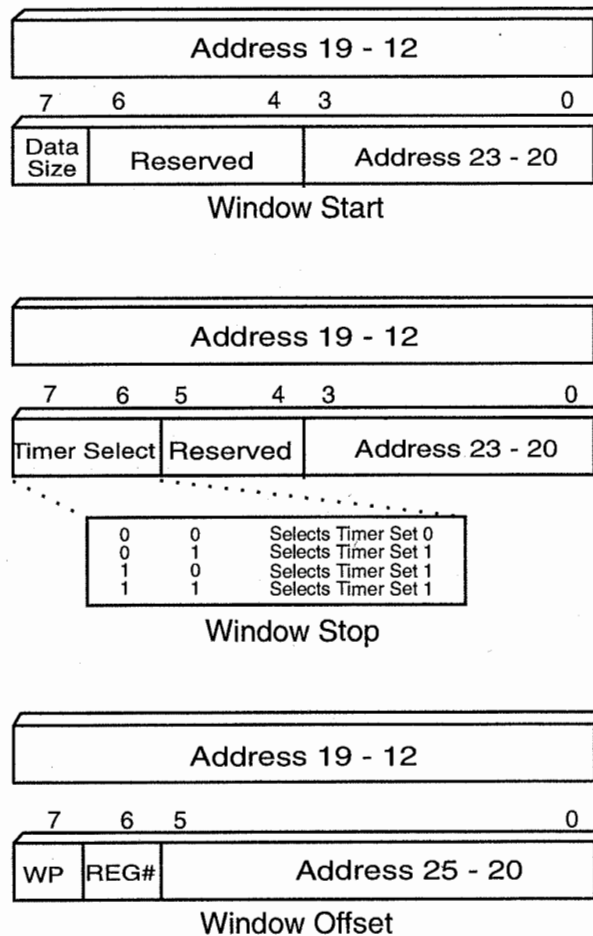 Address 19 - 12
7 6 4 3 0
Data Size Reserved Address 23 - 20
Window Start
Address 19 - 12
7 6 5 4 3 0
Timer Select Reserved Address 23 - 20
0 0 Selects Timer Set 0
0 1 Selects Timer Set 1
1 0 Selects Timer Set 1
1 1 Selects Timer Set 1
Window Stop
Address 19 - 12
7 6 5 0
WP REG# Address 25 - 20
Window Offset